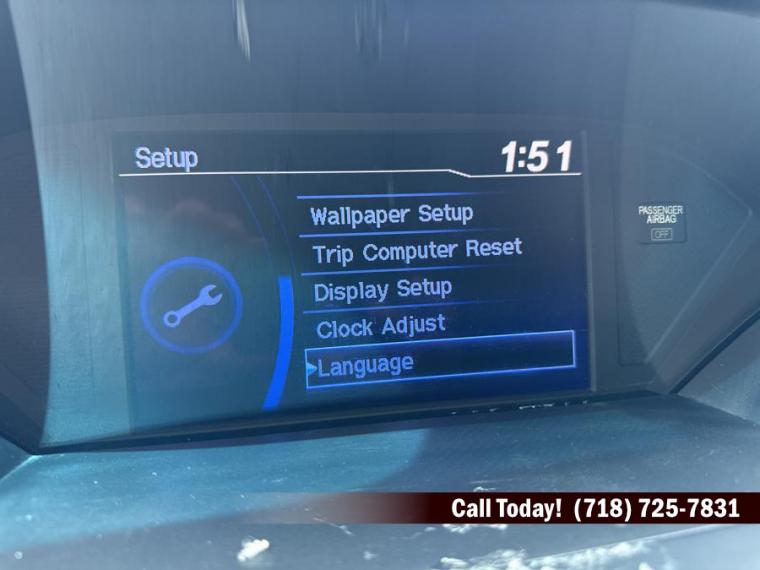 Setup
1:51
Wallpaper Setup
Trip Computer Reset
Display Setup
Clock Adjust
Language
PASSENGER
AIRBAG
OFF
Call Today! (718) 725-7831